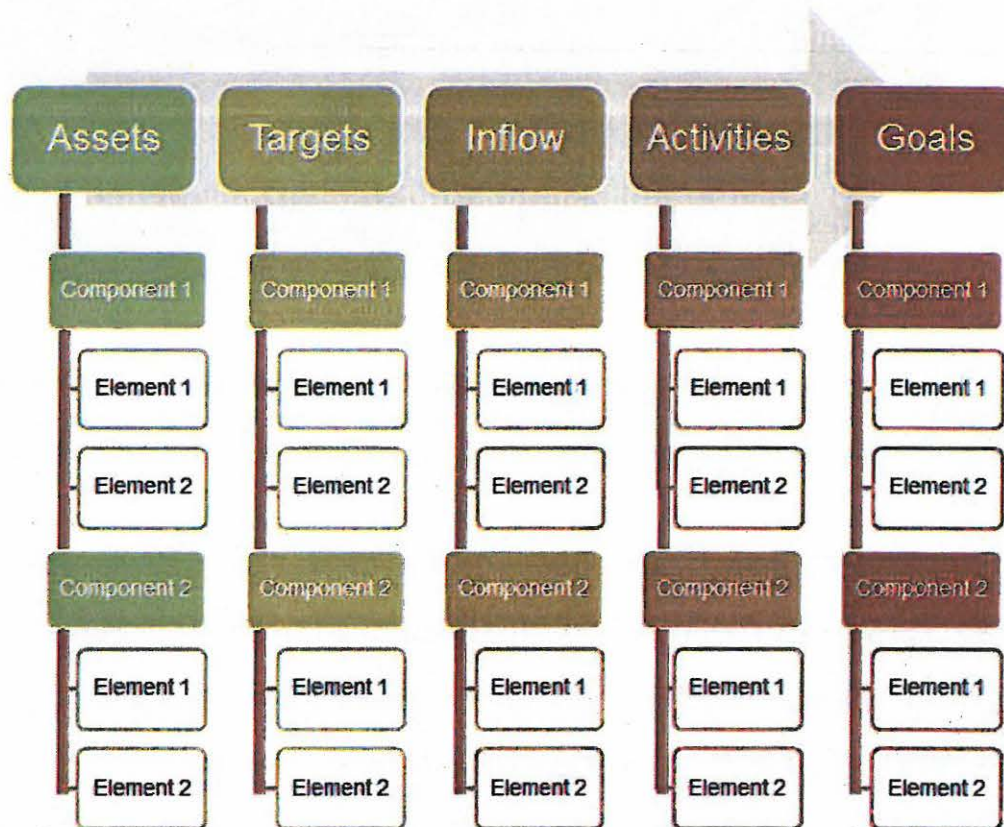 Assets Targets Inflow Activities Goals
Component 1 Component 1 Component 1 Component 1 Component 1
Element 1 Element 1 Element 1 Element 1 Element 1
Element 2 Element 2 Element 2 Element 2 Element 2
Component 2 Component 2 Component 2 Component 2 Component 2
Element 1 Element 1 Element 1 Element 1 Element 1
Element 2 Element 2 Element 2 Element 2 Element 2